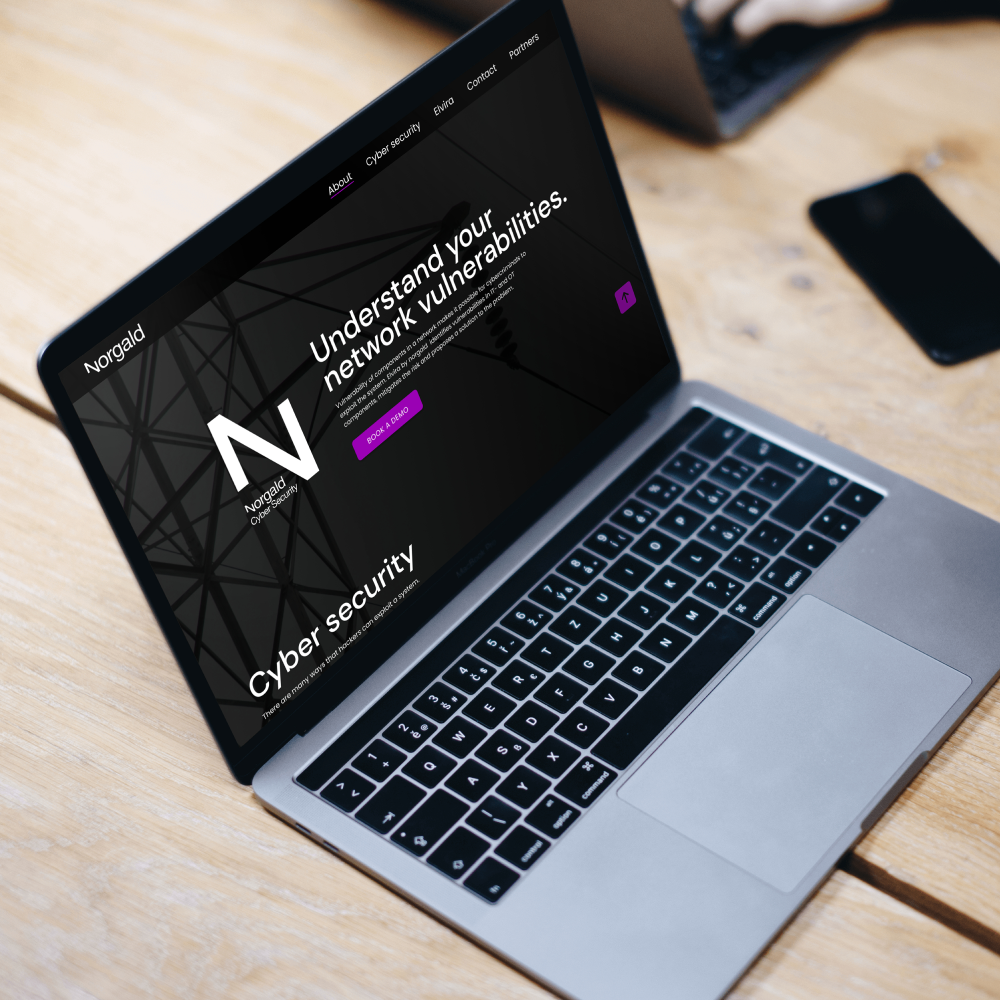 Norgald
About Cyber security Elvira Contact Partners
Understand your
network vulnerabilities.
Vulnerability of components in a network makes it possible for cybercriminals to
exploit the system. Elvira by norgald. identifies vulnerabilities in IT- and OT
components, mitigates the risk and proposes a solution to the problem.
BOOK A DEMO
N
Norgald
Cyber Security
Cyber security
There are many ways that hackers can exploit a system.
Q W E R T Z U I O P
A S D F G H J K L
Y X C V B N M
control option command
command option